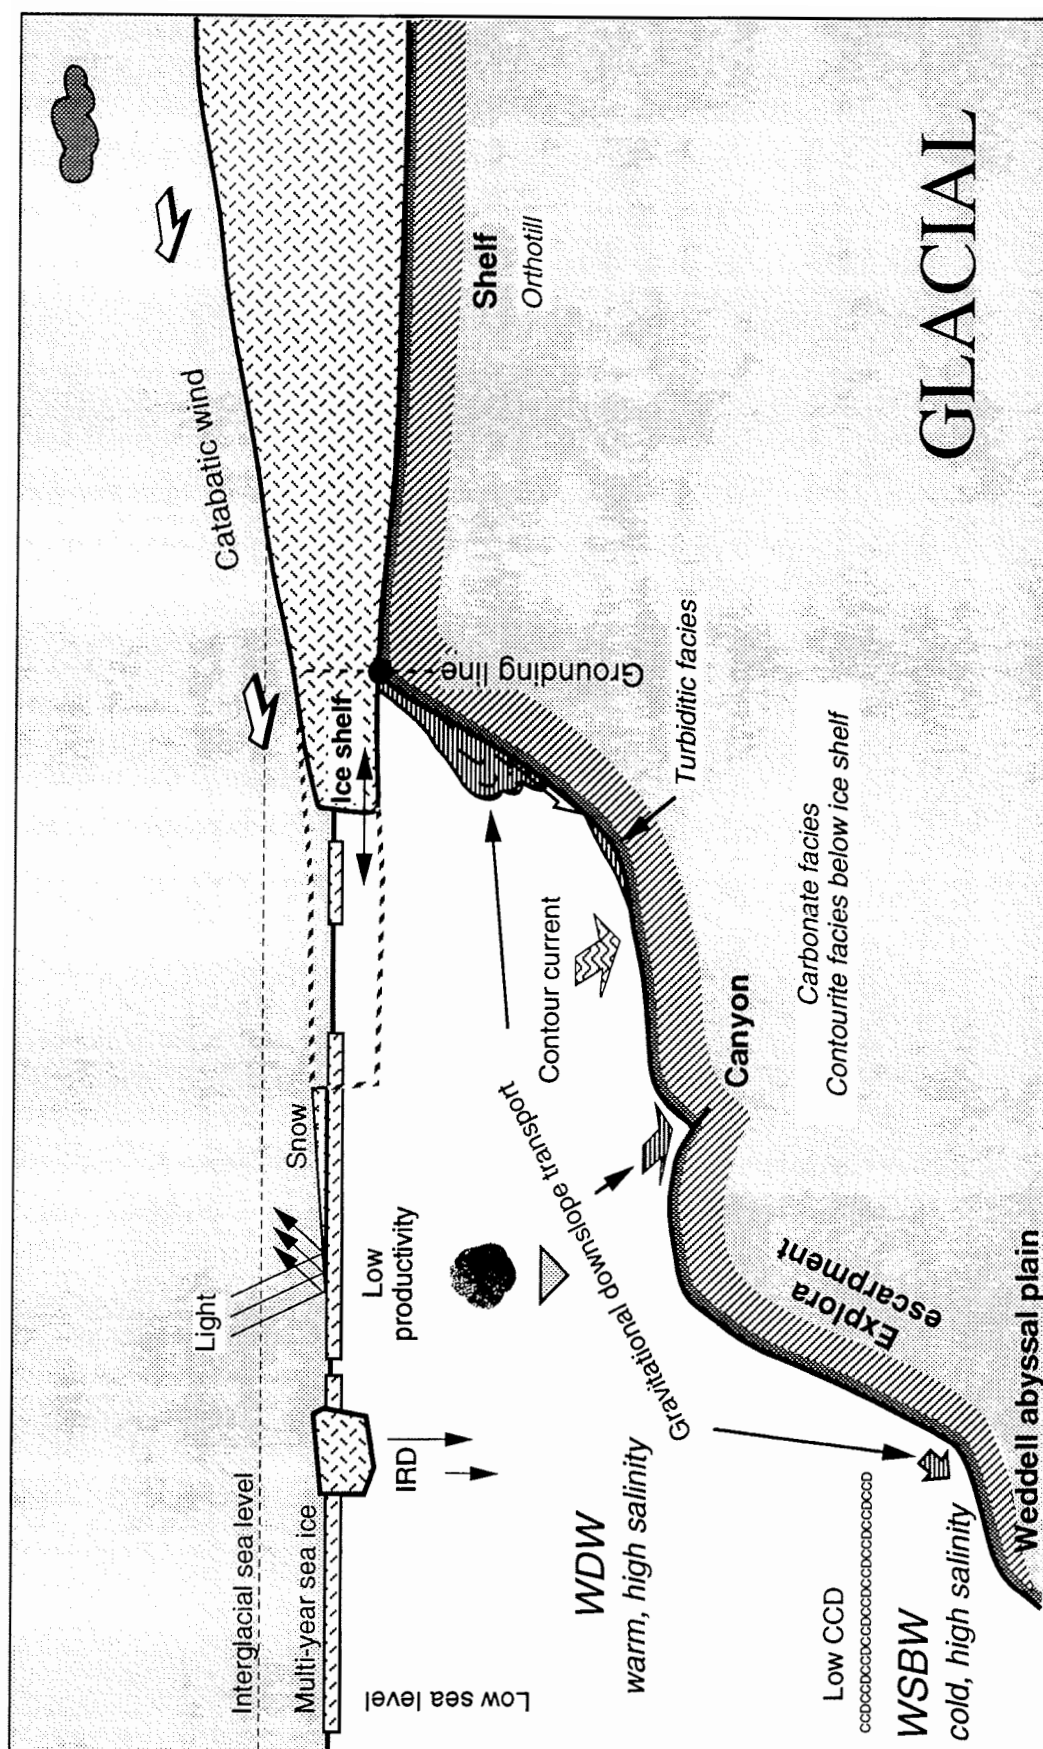 Catabatic wind
Interglacial sea level
Multi-year sea ice
Light
Snow
Ice shelf
Low sea level
IRD
Low
productivity
Grounding line
Shelf
Orthotill
Contour current
Turbiditic facies
Gravitational downslope transport
WDW
warm, high salinity
Canyon
Carbonate facies
Contourite facies below ice shelf
Explora
escarpment
Low CCD
CCDCCDCCDCCDCCDCCDCCDCCDCCDCCD
WSBW
cold, high salinity
Weddell abyssal plain
GLACIAL